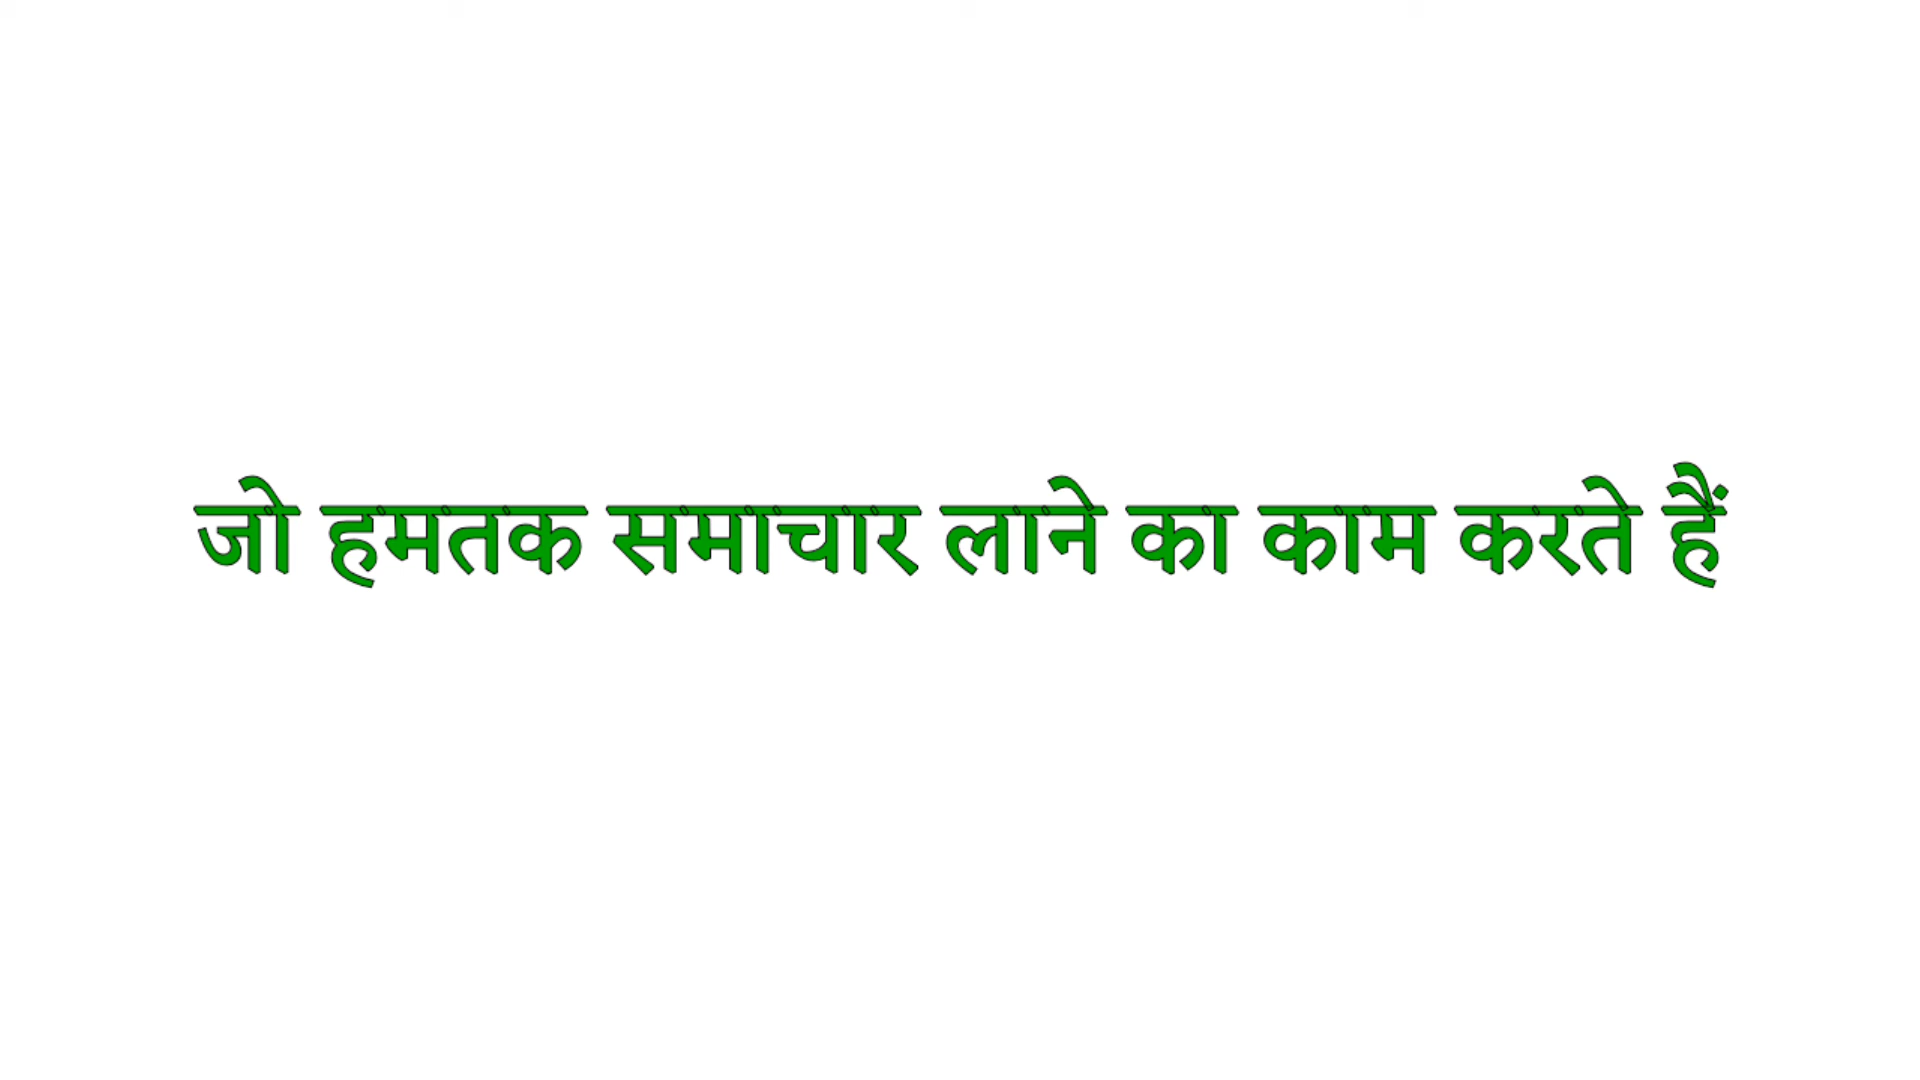 जो हमतक समाचार लाने का काम करते हैं